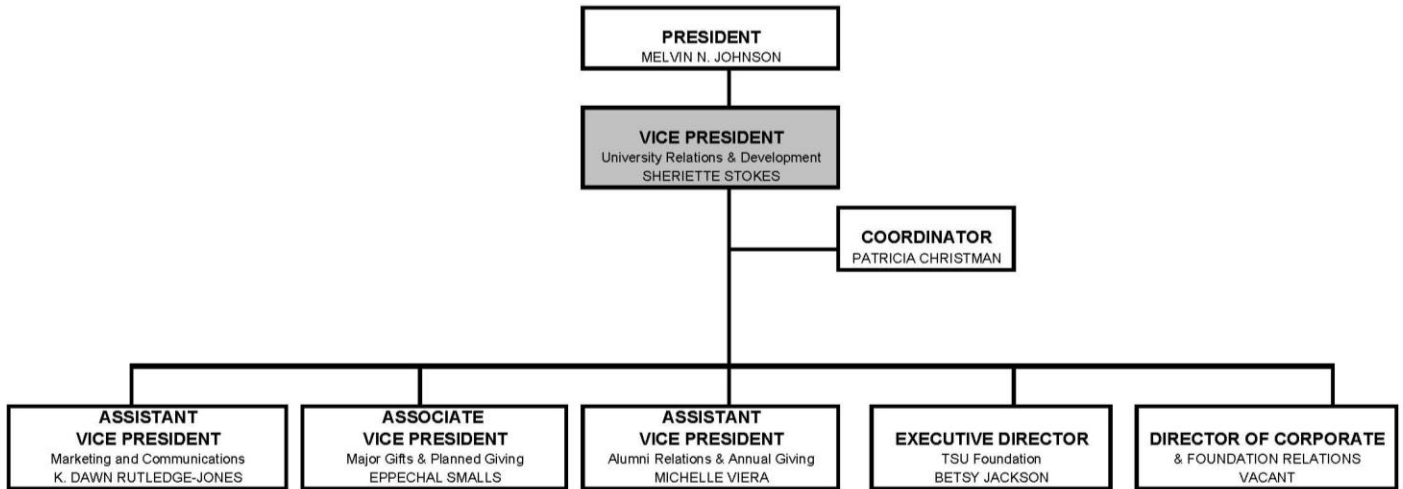 PRESIDENT
MELVIN N. JOHNSON
VICE PRESIDENT
University Relations & Development
SHERIETTE STOKES
COORDINATOR
PATRICIA CHRISTMAN
ASSISTANT
VICE PRESIDENT
Marketing and Communications
K. DAWN RUTLEDGE-JONES
ASSOCIATE
VICE PRESIDENT
Major Gifts & Planned Giving
EPPECHAL SMALLS
ASSISTANT
VICE PRESIDENT
Alumni Relations & Annual Giving
MICHELLE VIERA
EXECUTIVE DIRECTOR
TSU Foundation
BETSY JACKSON
DIRECTOR OF CORPORATE
& FOUNDATION RELATIONS
VACANT